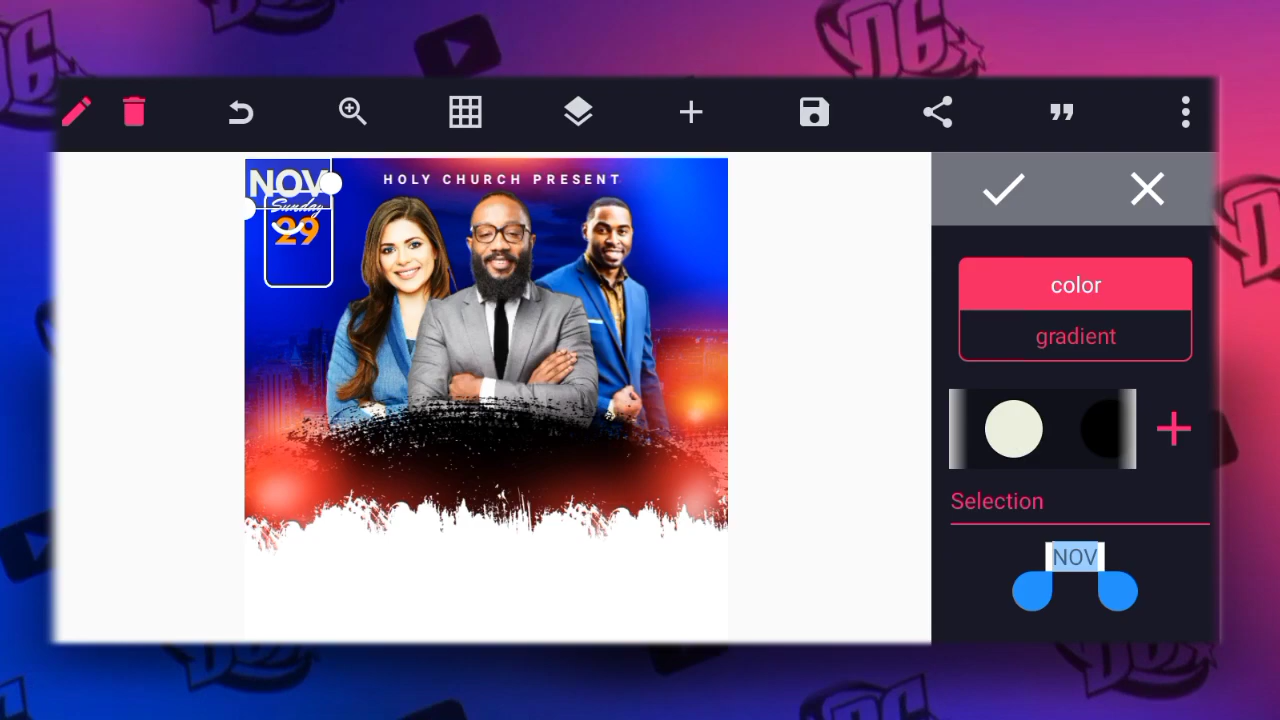 HOLY CHURCH PRESENT
NOV
Sunday
29
color
gradient
Selection
NOV